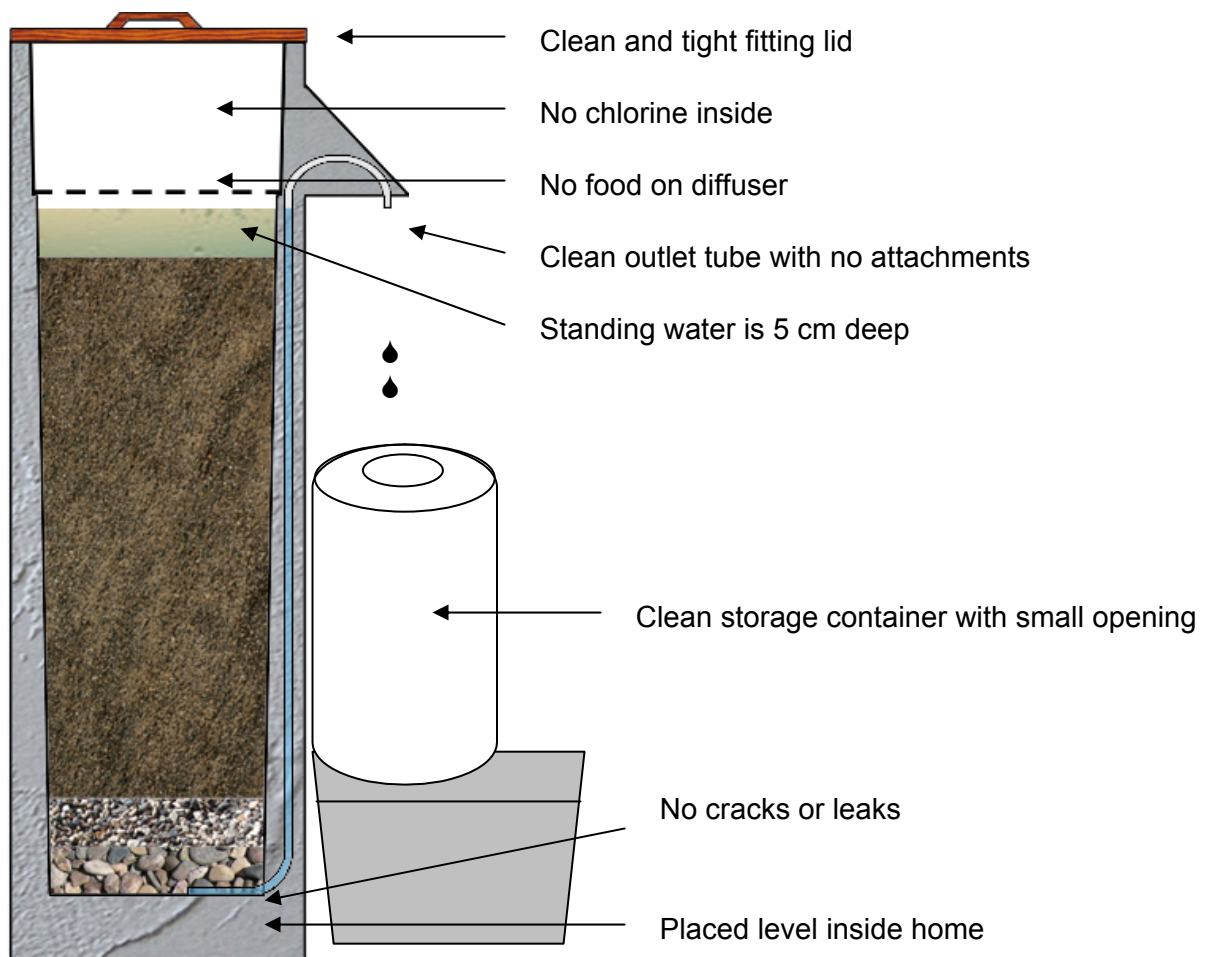 Clean and tight fitting lid
No chlorine inside
No food on diffuser
Clean outlet tube with no attachments
Standing water is 5 cm deep
Clean storage container with small opening
No cracks or leaks
Placed level inside home